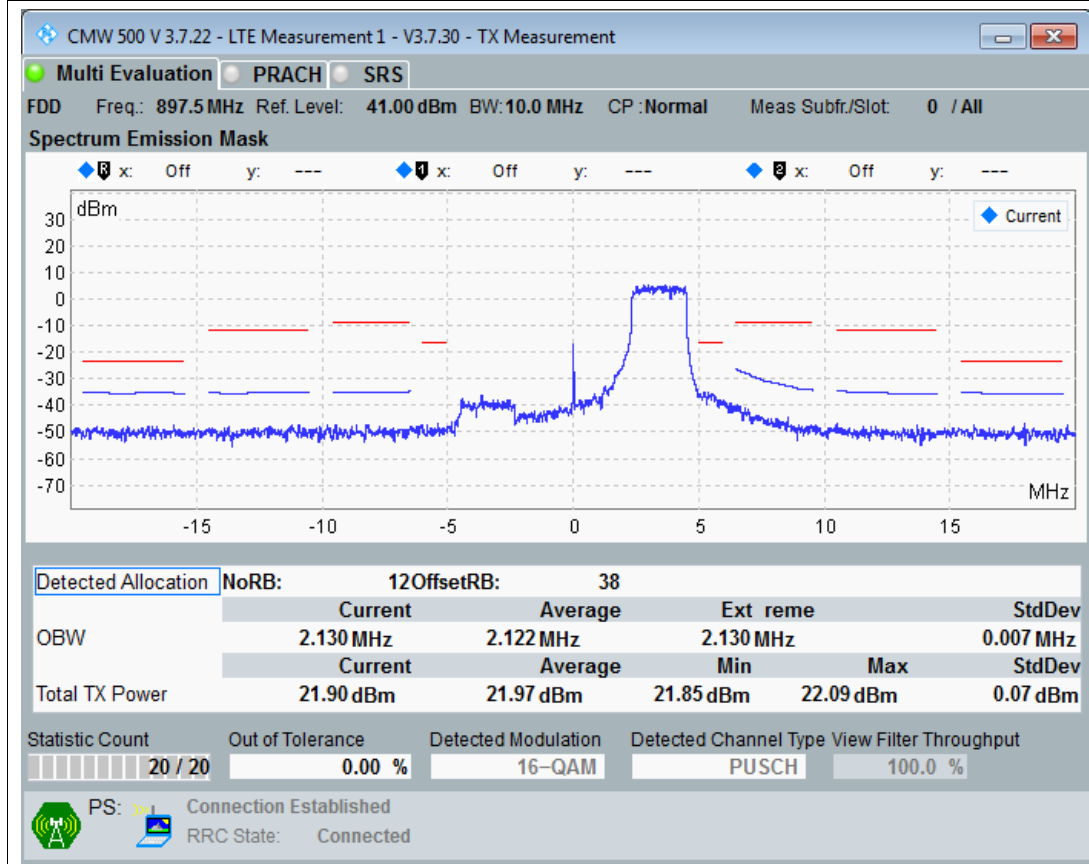 CMW 500 V 3.7.22 - LTE Measurement 1 - V3.7.30 - TX Measurement
Multi Evaluation PRACH SRS
FDD Freq.: 897.5 MHz Ref. Level: 41.00 dBm BW: 10.0 MHz CP : Normal Meas Subfr./Slot: 0 / All
Spectrum Emission Mask
R x: Off y: --- 1 x: Off y: --- 2 x: Off y: ---
dBm
Current
30
20
10
0
-10
-20
-30
-40
-50
-60
-70
MHz
-15 -10 -5 0 5 10 15
Detected Allocation NoRB: 12 OffsetRB: 38
Current Average Ext reme StdDev
OBW 2.130 MHz 2.122 MHz 2.130 MHz 0.007 MHz
Current Average Min Max StdDev
Total TX Power 21.90 dBm 21.97 dBm 21.85 dBm 22.09 dBm 0.07 dBm
Statistic Count Out of Tolerance Detected Modulation Detected Channel Type View Filter Throughput
20 / 20 0.00 % 16-QAM PUSCH 100.0 %
PS: Connection Established
RRC State: Connected